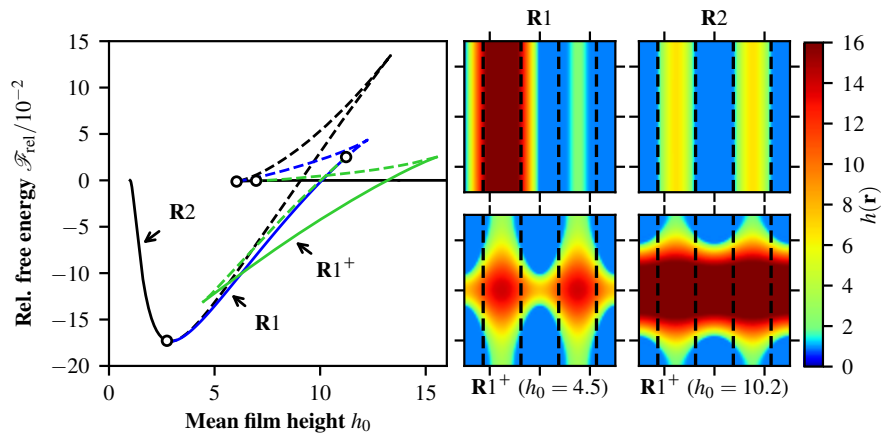 R1
R2
15
10
5
0
−5
−10
−15
−20
Rel. free energy ℱrel/10−2
R2
R1+
R1
0
5
10
15
Mean film height h0
R1+ (h0 = 4.5)
R1+ (h0 = 10.2)
16
14
12
10
8
6
4
2
0
h(r)